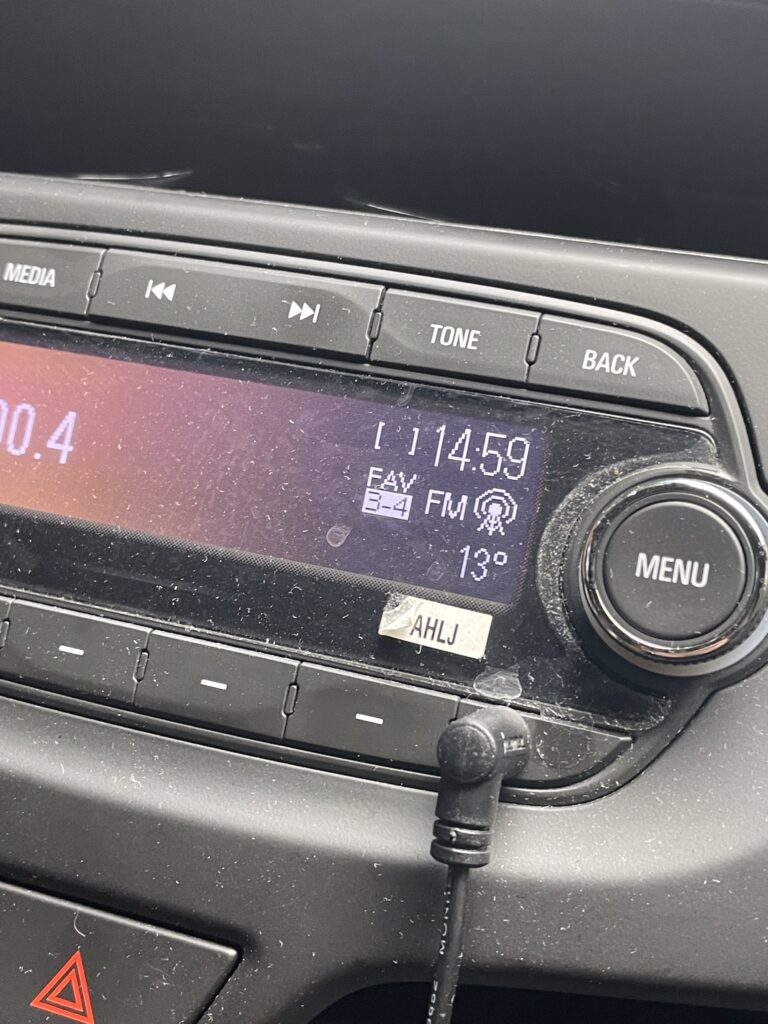 MEDIA
TONE
BACK
00.4
[ ] 14:59
FAV
3-4 FM
13°
MENU
AHLJ